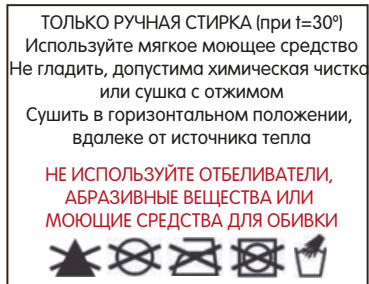 ТОЛЬКО РУЧНАЯ СТИРКА (при t=30°)
Используйте мягкое моющее средство
Не гладить, допустима химическая чистка
или сушка с отжимом
Сушить в горизонтальном положении,
вдалеке от источника тепла
НЕ ИСПОЛЬЗУЙТЕ ОТБЕЛИВАТЕЛИ,
АБРАЗИВНЫЕ ВЕЩЕСТВА ИЛИ
МОЮЩИЕ СРЕДСТВА ДЛЯ ОБИВКИ